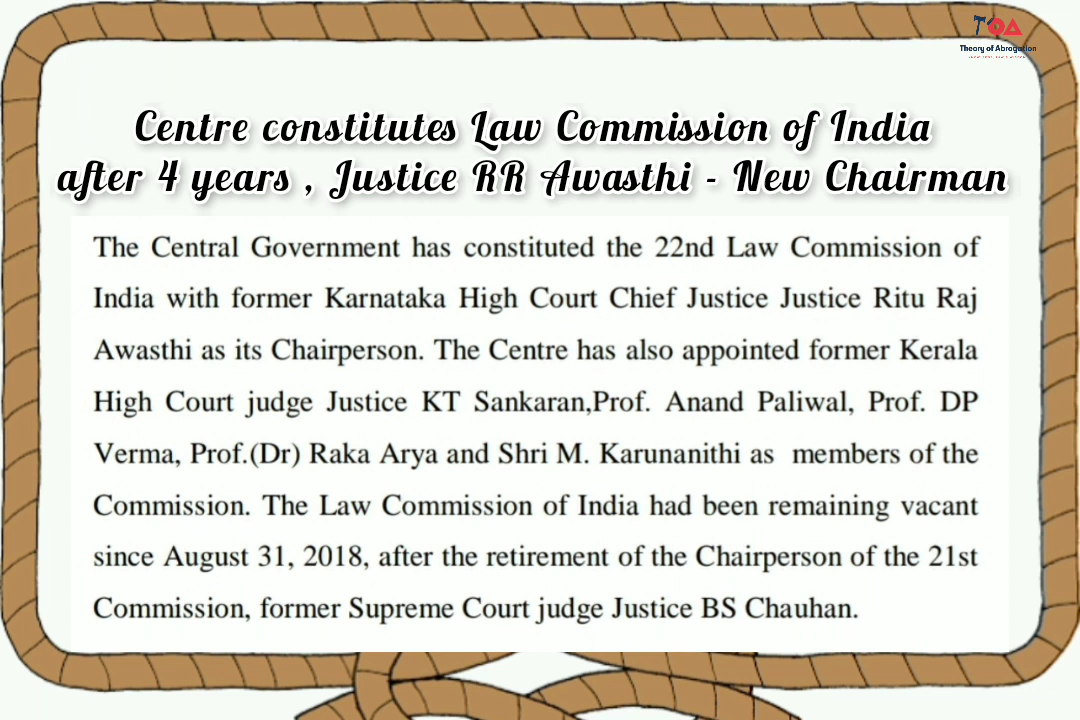 TOA
Theory of Abrogation
Centre constitutes Law Commission of India
after 4 years , Justice RR Awasthi - New Chairman
The Central Government has constituted the 22nd Law Commission of
India with former Karnataka High Court Chief Justice Justice Ritu Raj
Awasthi as its Chairperson. The Centre has also appointed former Kerala
High Court judge Justice KT Sankaran,Prof. Anand Paliwal, Prof. DP
Verma, Prof.(Dr) Raka Arya and Shri M. Karunanithi as  members of the
Commission. The Law Commission of India had been remaining vacant
since August 31, 2018, after the retirement of the Chairperson of the 21st
Commission, former Supreme Court judge Justice BS Chauhan.